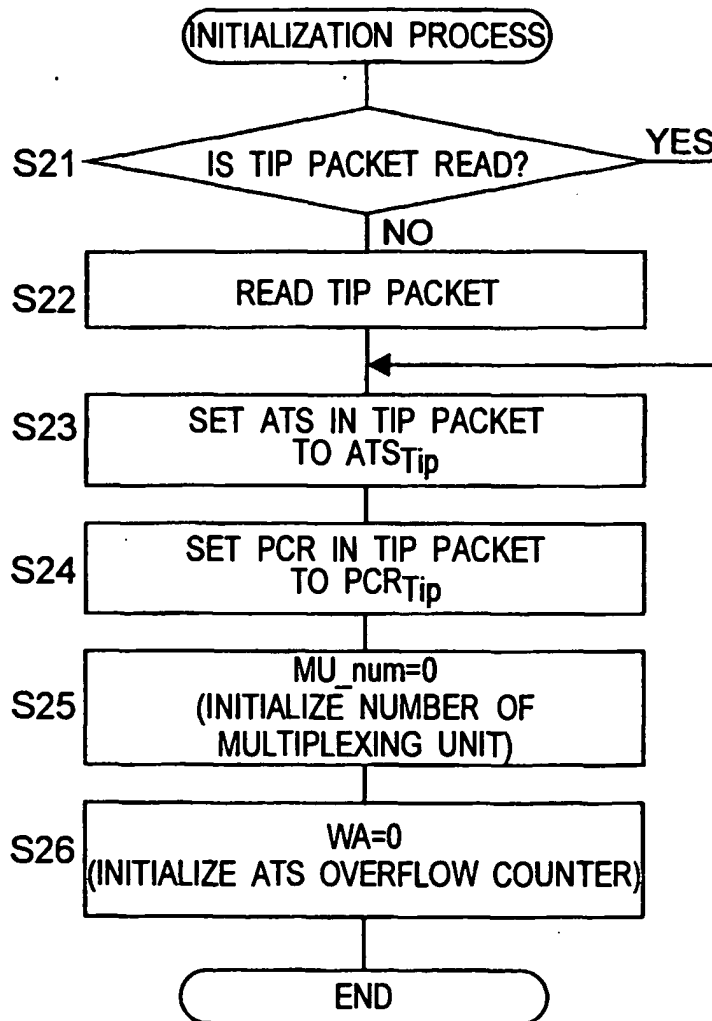 INITIALIZATION PROCESS
S21
IS TIP PACKET READ?
YES
NO
S22
READ TIP PACKET
S23
SET ATS IN TIP PACKET
TO ATSTip
S24
SET PCR IN TIP PACKET
TO PCRTip
S25
MU_num=0
(INITIALIZE NUMBER OF
MULTIPLEXING UNIT)
S26
WA=0
(INITIALIZE ATS OVERFLOW COUNTER)
END